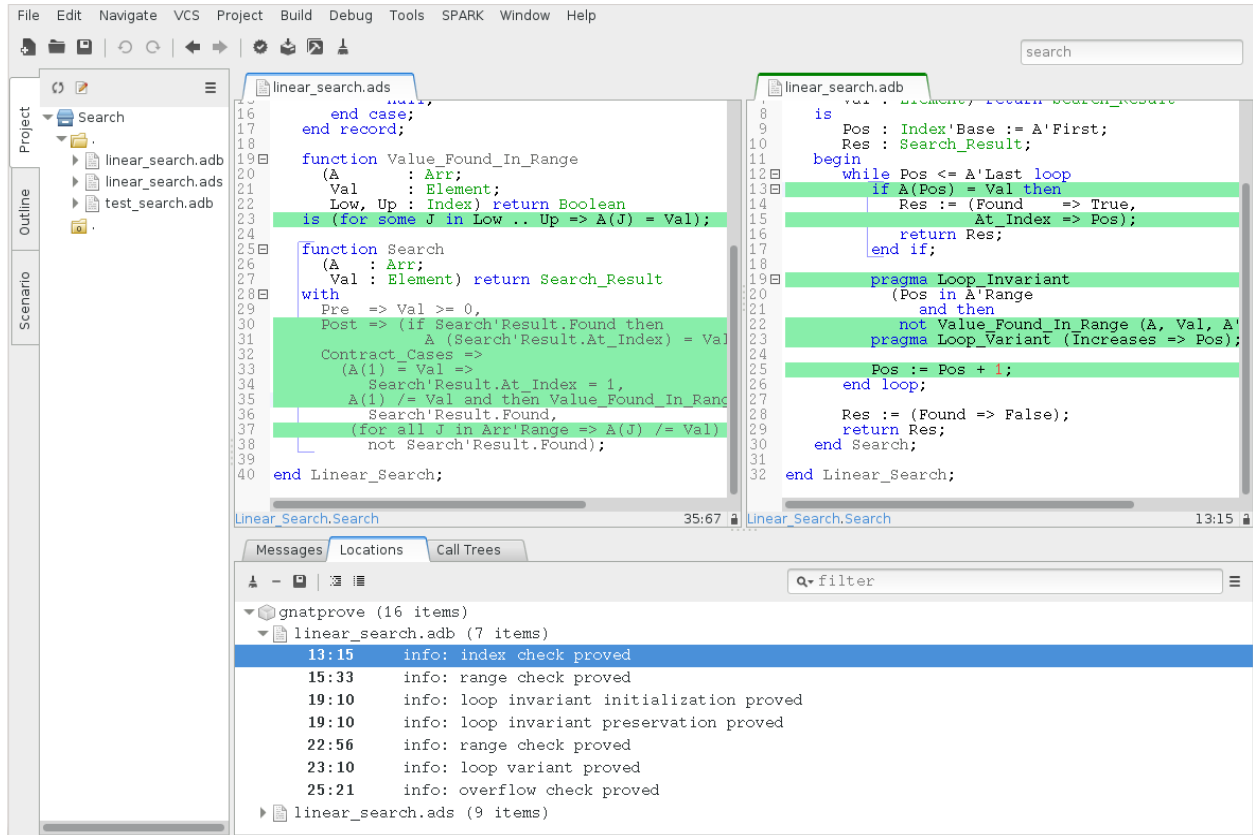 File Edit Navigate VCS Project Build Debug Tools SPARK Window Help
search
Project
Outline
Scenario
Search
.
linear_search.adb
linear_search.ads
test_search.adb
.
linear_search.ads
16 end case;
17 end record;
18
19 function Value_Found_In_Range
20 (A : Arr;
21 Val : Element;
22 Low, Up : Index) return Boolean
23 is (for some J in Low .. Up => A(J) = Val);
24
25 function Search
26 (A : Arr;
27 Val : Element) return Search_Result
28 with
29 Pre => Val >= 0,
30 Post => (if Search'Result.Found then
31 A (Search'Result.At_Index) = Val
32 Contract_Cases =>
33 (A(1) = Val =>
34 Search'Result.At_Index = 1,
35 A(1) /= Val and then Value_Found_In_Rang
36 Search'Result.Found,
37 (for all J in Arr'Range => A(J) /= Val)
38 not Search'Result.Found);
39
40 end Linear_Search;
Linear_Search.Search 35:67
linear_search.adb
Val : Element) return Search_Result
8 is
9 Pos : Index'Base := A'First;
10 Res : Search_Result;
11 begin
12 while Pos <= A'Last loop
13 if A(Pos) = Val then
14 Res := (Found => True,
15 At_Index => Pos);
16 return Res;
17 end if;
18
19 pragma Loop_Invariant
20 (Pos in A'Range
21 and then
22 not Value_Found_In_Range (A, Val, A'
23 pragma Loop_Variant (Increases => Pos);
24
25 Pos := Pos + 1;
26 end loop;
27
28 Res := (Found => False);
29 return Res;
30 end Search;
31
32 end Linear_Search;
Linear_Search.Search 13:15
Messages Locations Call Trees
filter
gnatprove (16 items)
linear_search.adb (7 items)
13:15 info: index check proved
15:33 info: range check proved
19:10 info: loop invariant initialization proved
19:10 info: loop invariant preservation proved
22:56 info: range check proved
23:10 info: loop variant proved
25:21 info: overflow check proved
linear_search.ads (9 items)